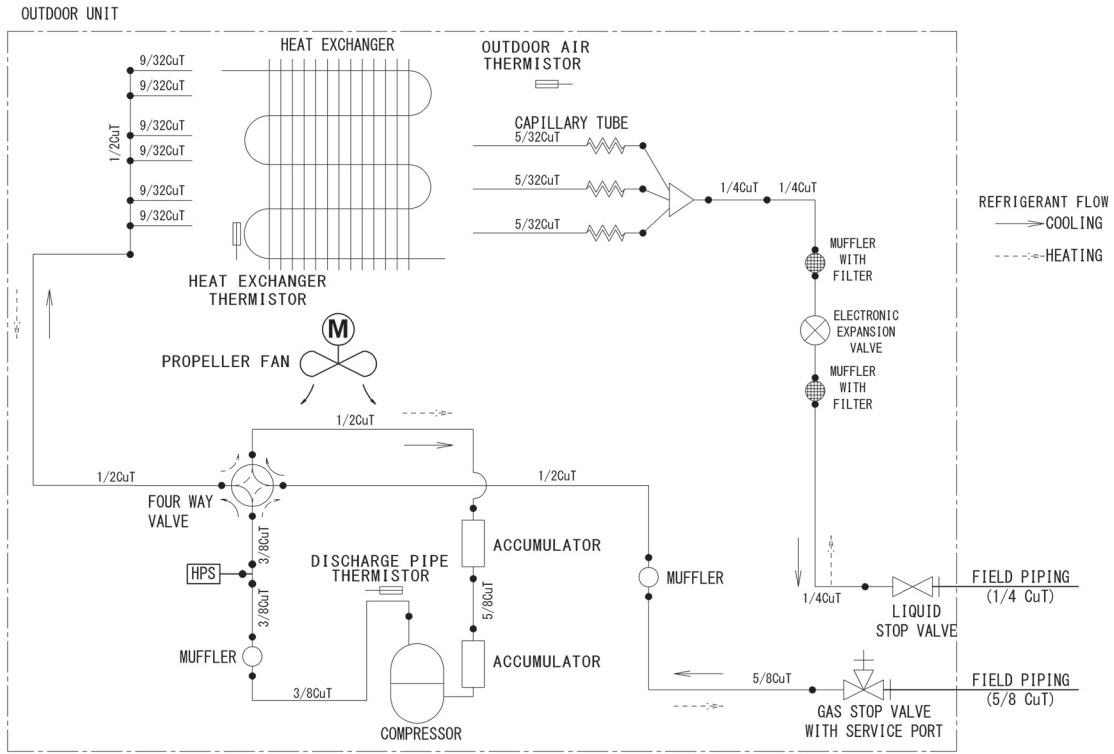 OUTDOOR UNIT
HEAT EXCHANGER
OUTDOOR AIR
THERMISTOR
9/32CuT
9/32CuT
9/32CuT
9/32CuT
9/32CuT
9/32CuT
1/2CuT
CAPILLARY TUBE
5/32CuT
5/32CuT
5/32CuT
1/4CuT
1/4CuT
REFRIGERANT FLOW
COOLING
HEATING
MUFFLER
WITH
FILTER
HEAT EXCHANGER
THERMISTOR
ELECTRONIC
EXPANSION
VALVE
M
PROPELLER FAN
MUFFLER
WITH
FILTER
1/2CuT
1/2CuT
1/2CuT
FOUR WAY
VALVE
3/8CuT
ACCUMULATOR
HPS
DISCHARGE PIPE
THERMISTOR
3/8CuT
5/8CuT
MUFFLER
1/4CuT
FIELD PIPING
(1/4 CuT)
LIQUID
STOP VALVE
MUFFLER
ACCUMULATOR
3/8CuT
COMPRESSOR
5/8CuT
FIELD PIPING
(5/8 CuT)
GAS STOP VALVE
WITH SERVICE PORT